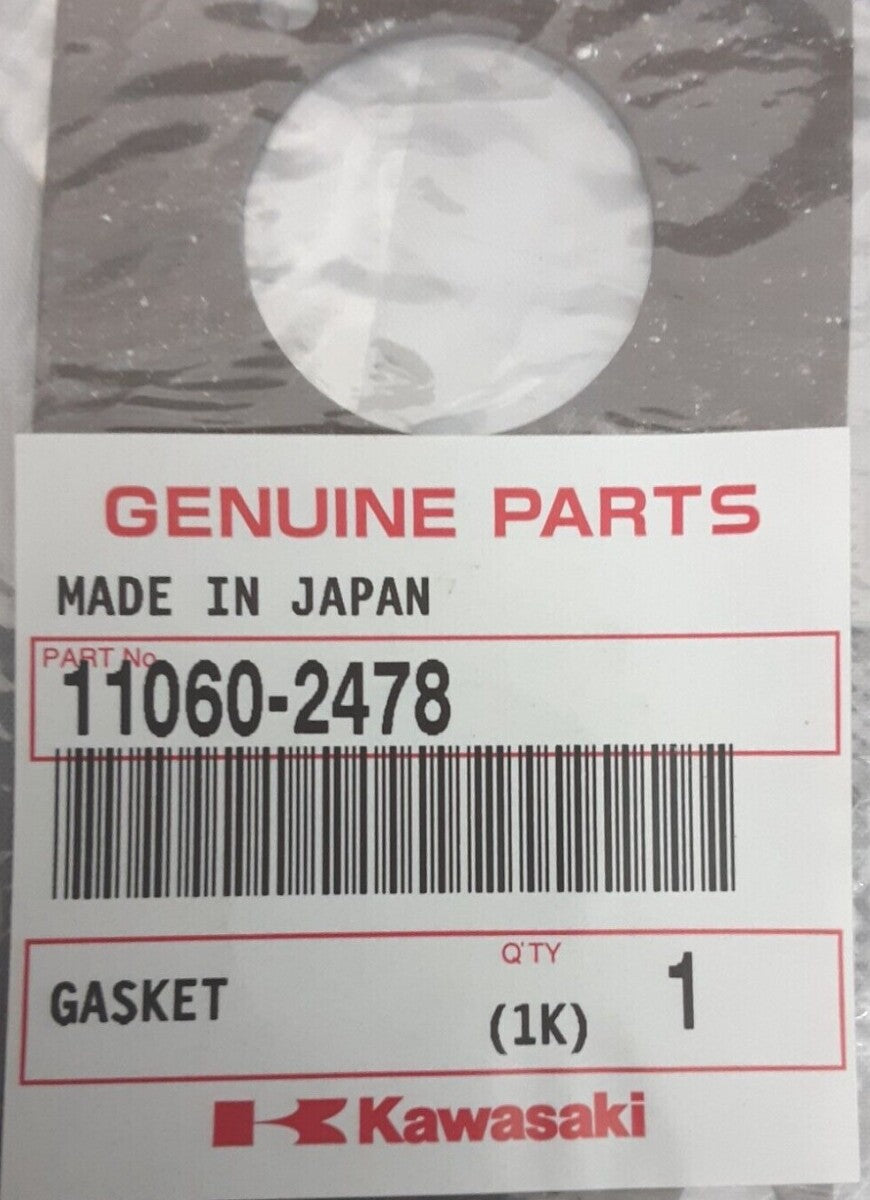 GENUINE PARTS
MADE IN JAPAN
PART No.
11060-2478
GASKET
Q'TY
(1K) 1
Kawasaki